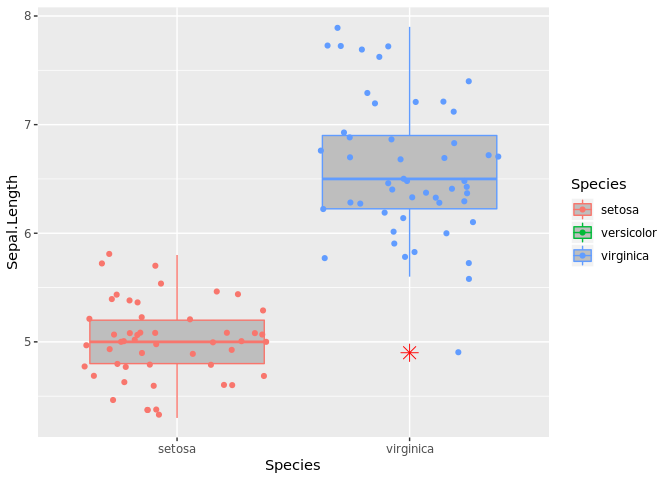 8
7
6
5
Sepal.Length
setosa
virginica
Species
Species
setosa
versicolor
virginica